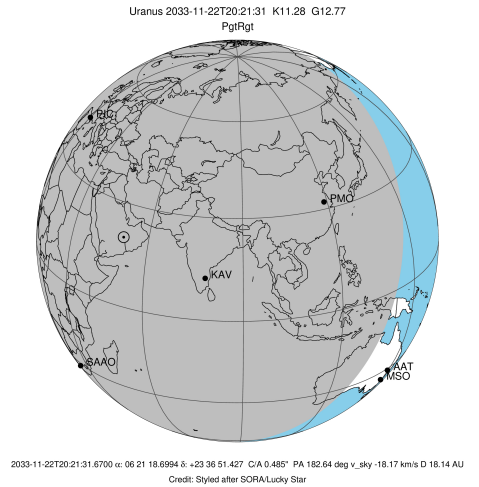 Uranus 2033-11-22T20:21:31 K11.28 G12.77
PgtRgt
PIC
PMO
KAV
SAAO
AAT
MSO
2033-11-22T20:21:31.6700 α: 06 21 18.6994 δ: +23 36 51.427 C/A 0.485" PA 182.64 deg v_sky -18.17 km/s D 18.14 AU
Credit: Styled after SORA/Lucky Star